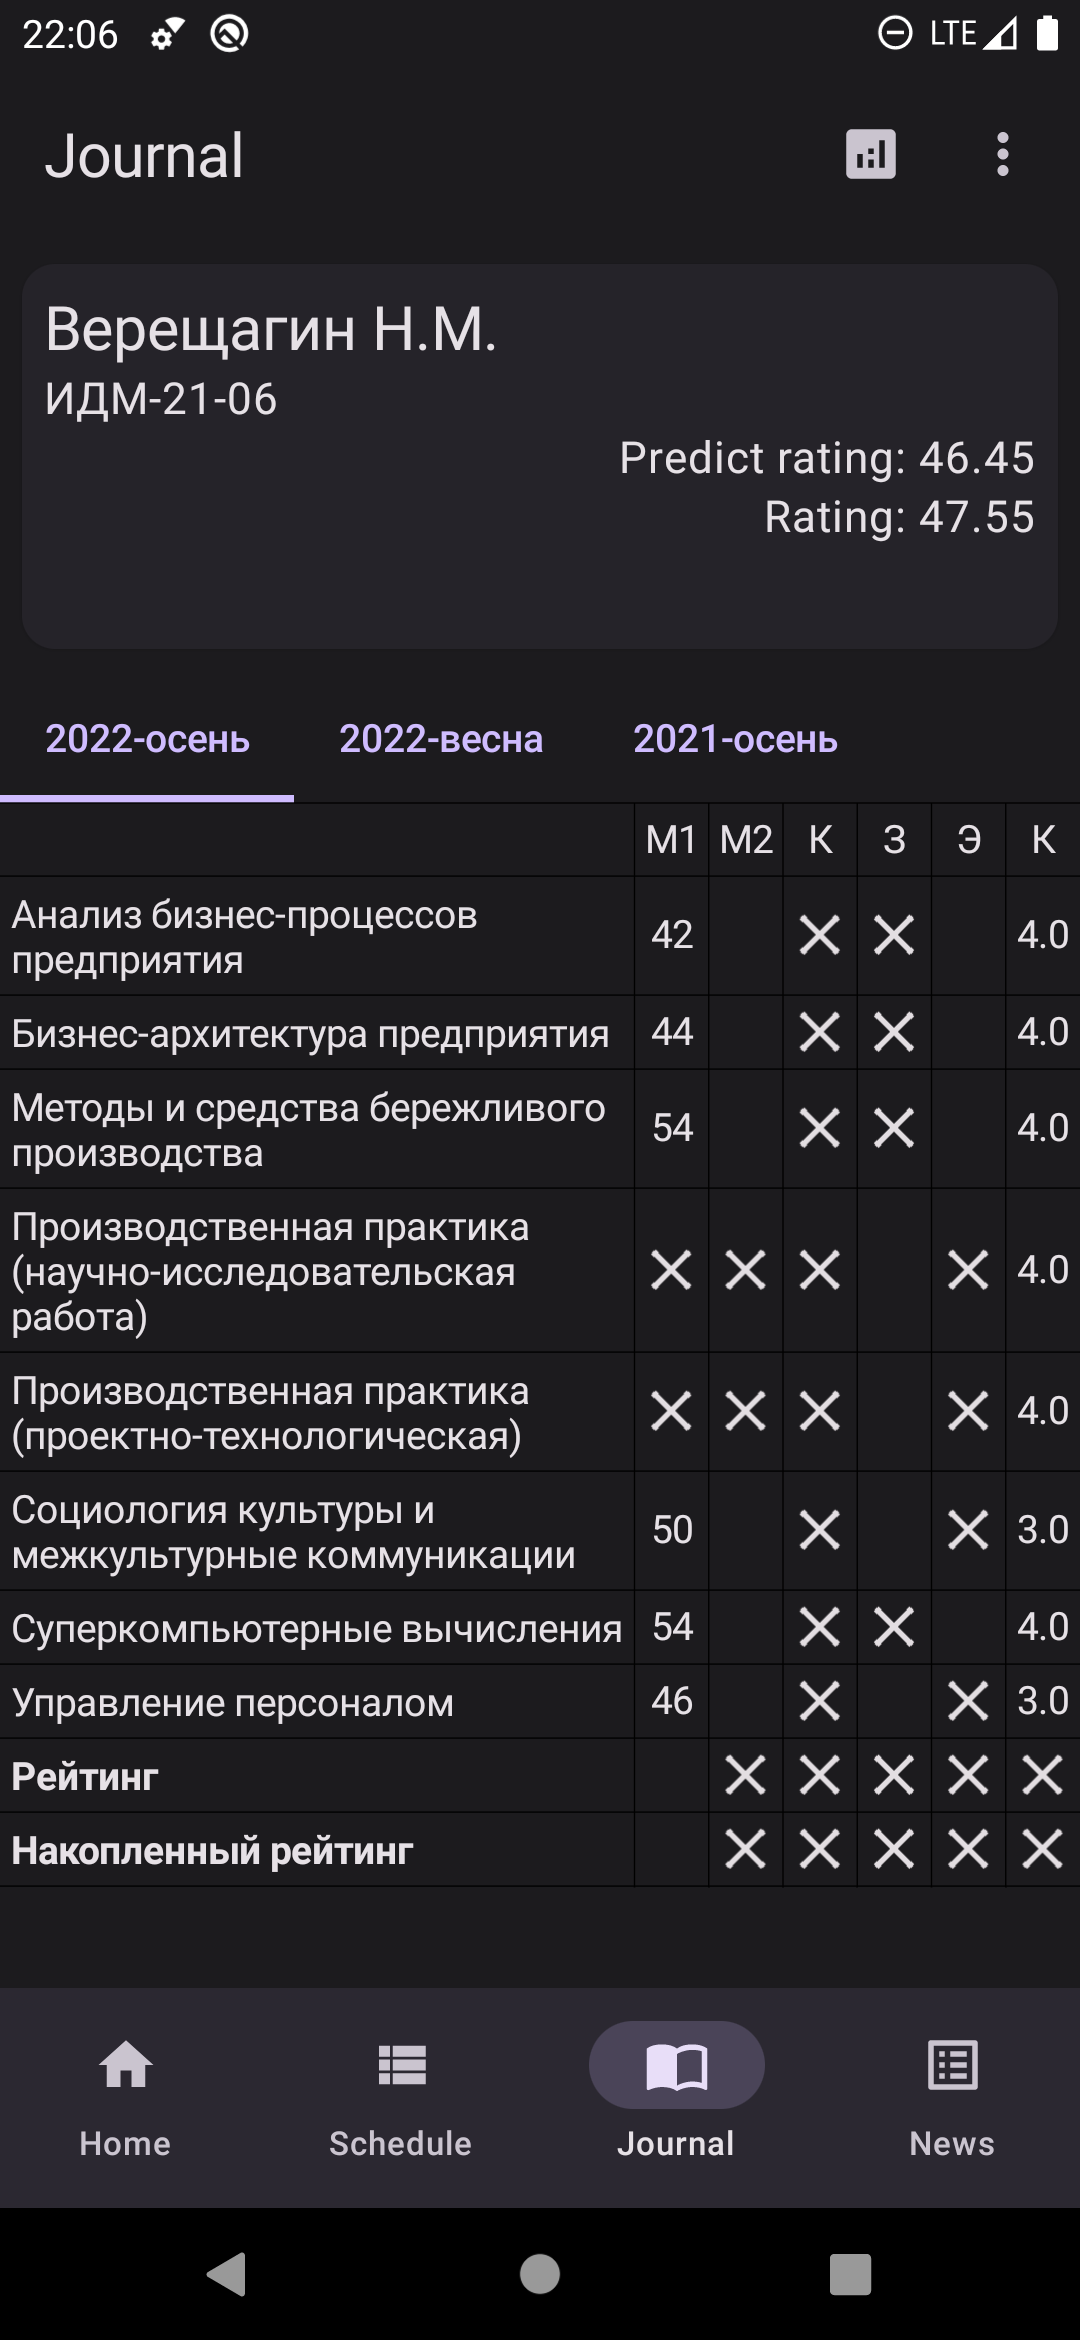 22:06 LTE
Journal
Верещагин Н.М.
ИДМ-21-06
Predict rating: 46.45
Rating: 47.55
2022-осень 2022-весна 2021-осень
М1 М2 К З Э К
Анализ бизнес-процессов
предприятия
42 4.0
Бизнес-архитектура предприятия 44 4.0
Методы и средства бережливого
производства
54 4.0
Производственная практика
(научно-исследовательская
работа)
4.0
Производственная практика
(проектно-технологическая)
4.0
Социология культуры и
межкультурные коммуникации
50 3.0
Суперкомпьютерные вычисления 54 4.0
Управление персоналом 46 3.0
Рейтинг
Накопленный рейтинг
Home Schedule Journal News